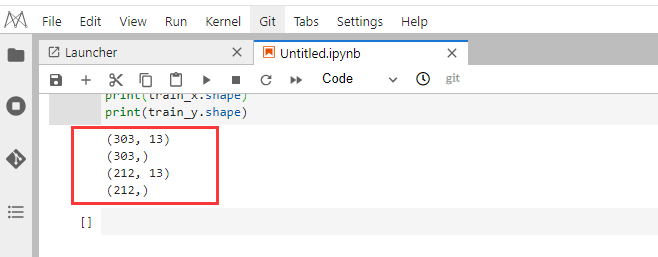 File Edit View Run Kernel Git Tabs Settings Help
Launcher Untitled.ipynb
Code git
print(train_x.shape)
print(train_y.shape)
(303, 13)
(303,)
(212, 13)
(212,)
[ ]